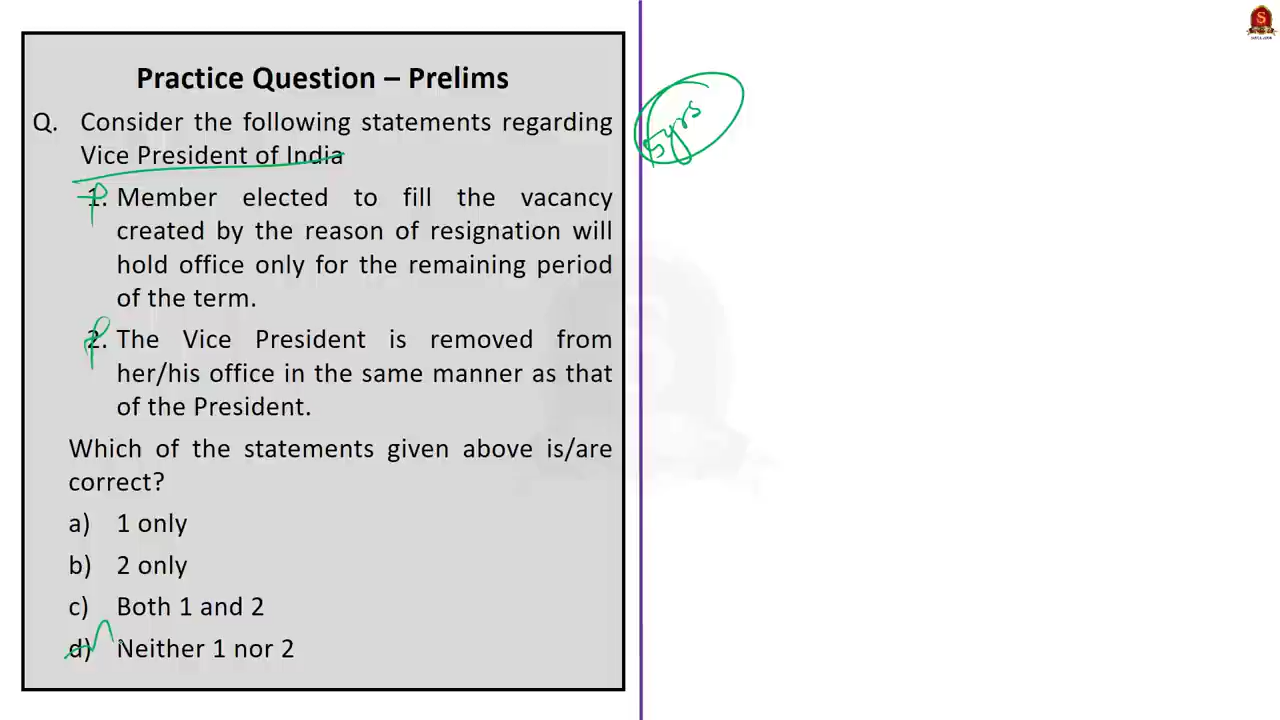 Practice Question – Prelims
Q. Consider the following statements regarding
Vice President of India
1. Member elected to fill the vacancy
created by the reason of resignation will
hold office only for the remaining period
of the term.
2. The Vice President is removed from
her/his office in the same manner as that
of the President.
Which of the statements given above is/are
correct?
a) 1 only
b) 2 only
c) Both 1 and 2
d) Neither 1 nor 2
5yrs